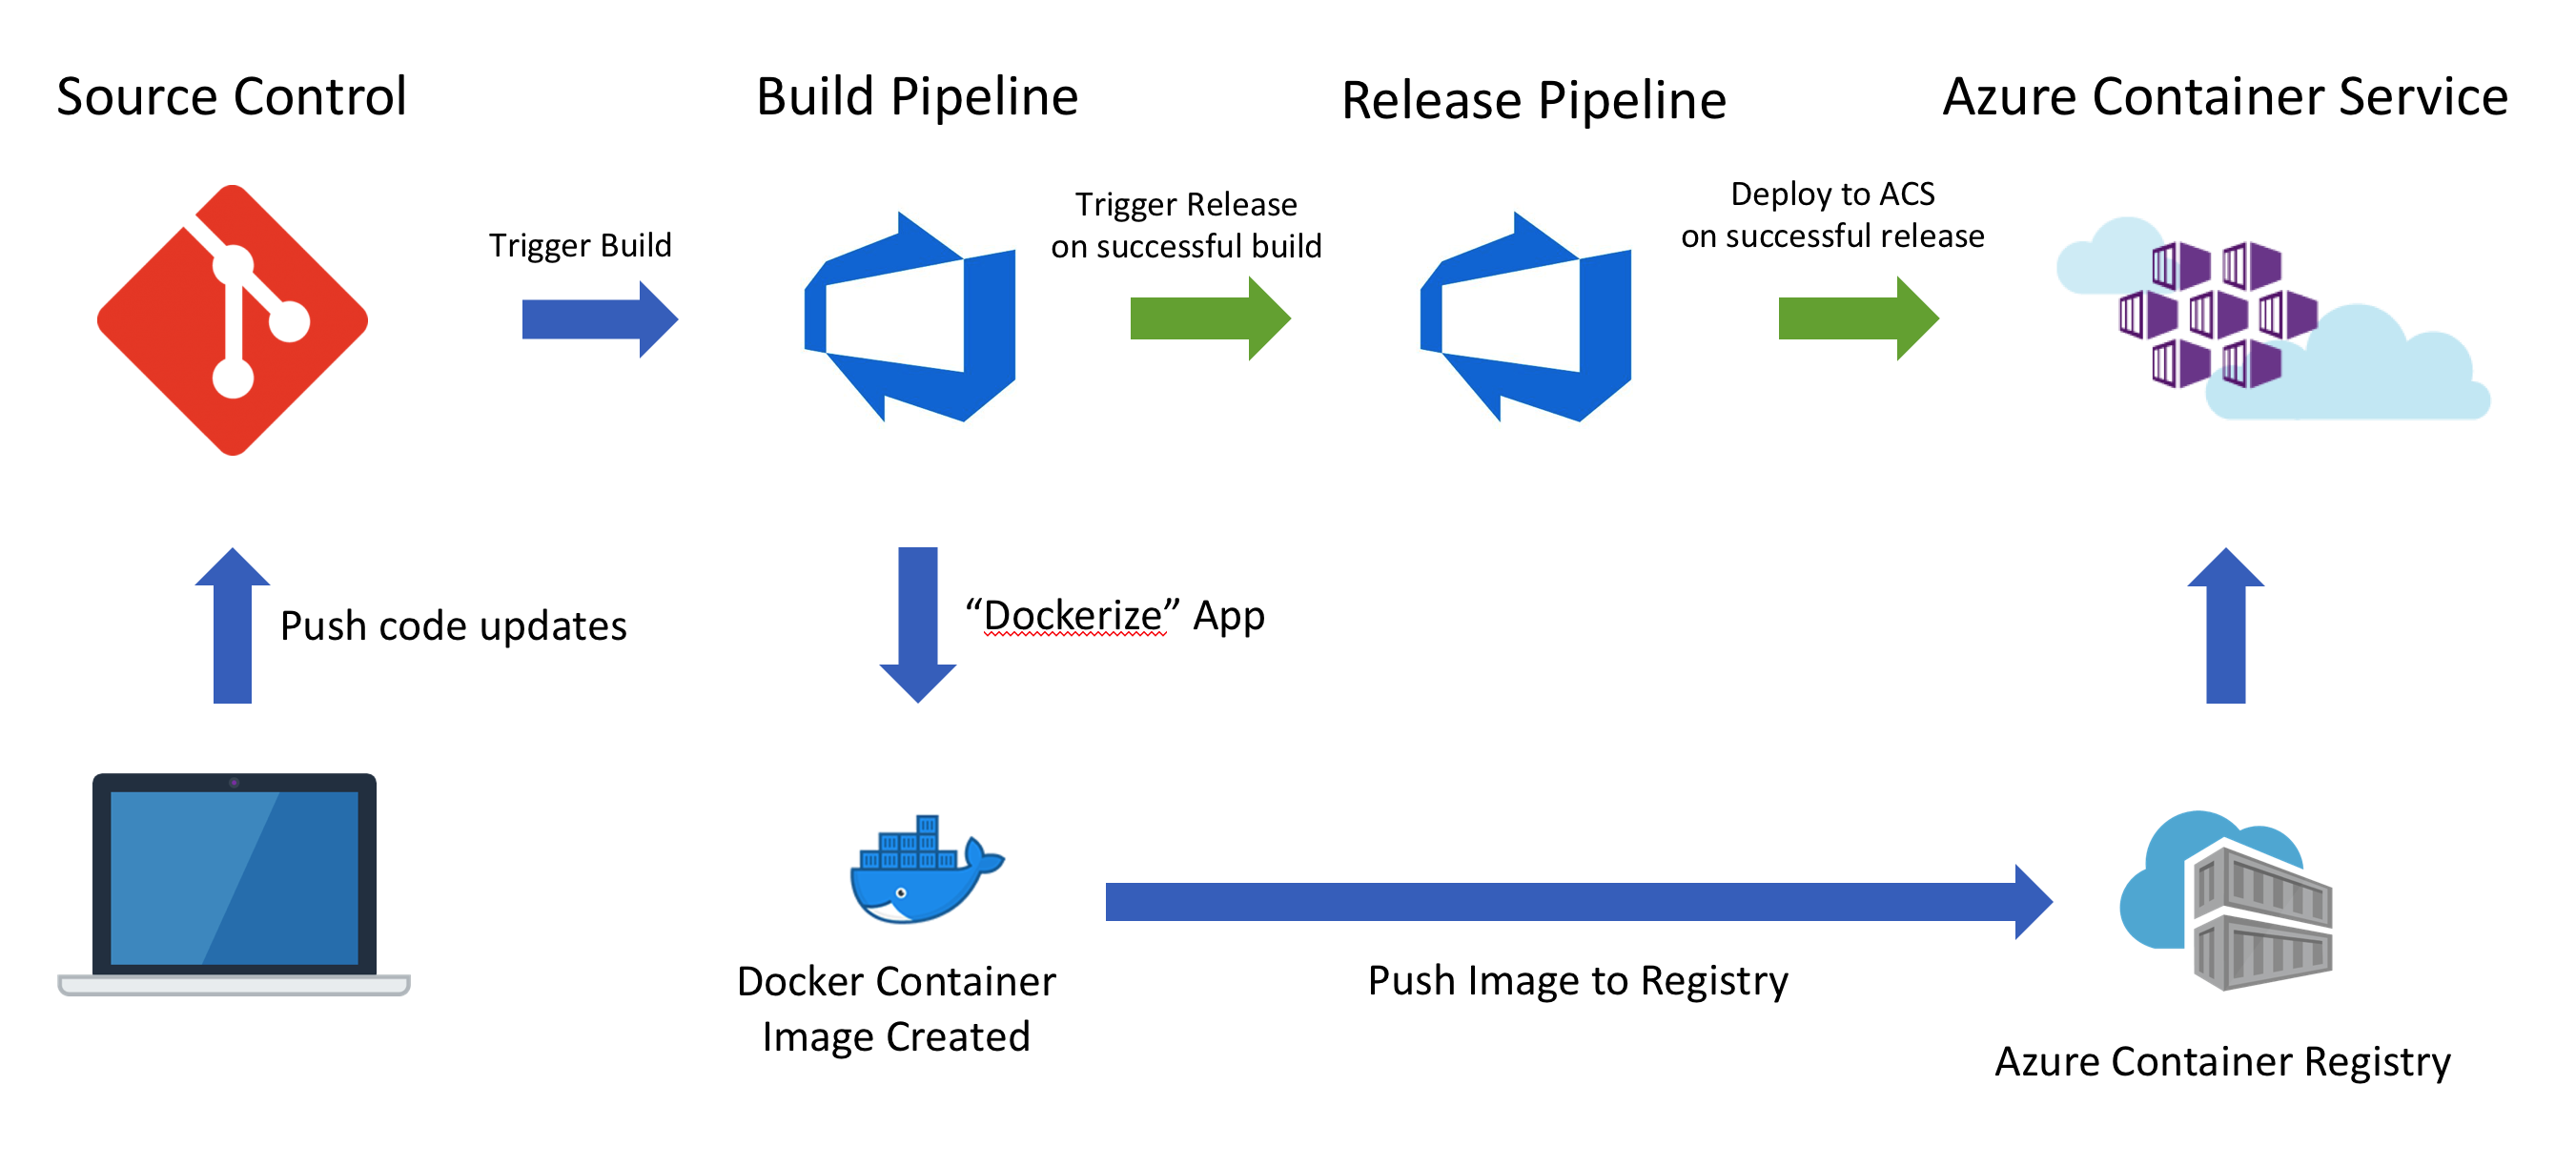 Source Control
Build Pipeline
Release Pipeline
Azure Container Service
Trigger Build
Trigger Release
on successful build
Deploy to ACS
on successful release
Push code updates
“Dockerize” App
Docker Container
Image Created
Push Image to Registry
Azure Container Registry